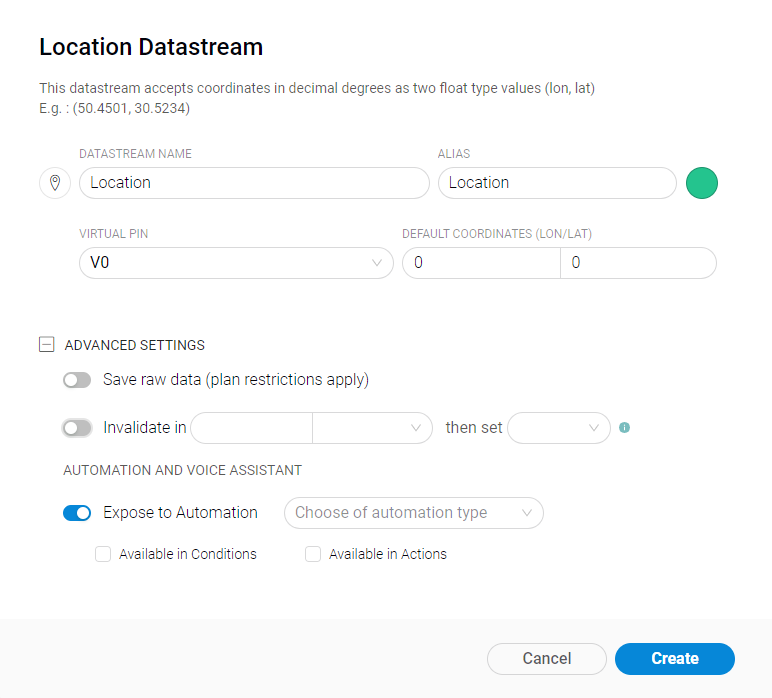 Location Datastream
This datastream accepts coordinates in decimal degrees as two float type values (lon, lat)
E.g. : (50.4501, 30.5234)
DATASTREAM NAME ALIAS
Location Location
VIRTUAL PIN DEFAULT COORDINATES (LON/LAT)
V0 0 0
ADVANCED SETTINGS
Save raw data (plan restrictions apply)
Invalidate in then set
AUTOMATION AND VOICE ASSISTANT
Expose to Automation Choose of automation type
Available in Conditions Available in Actions
Cancel Create